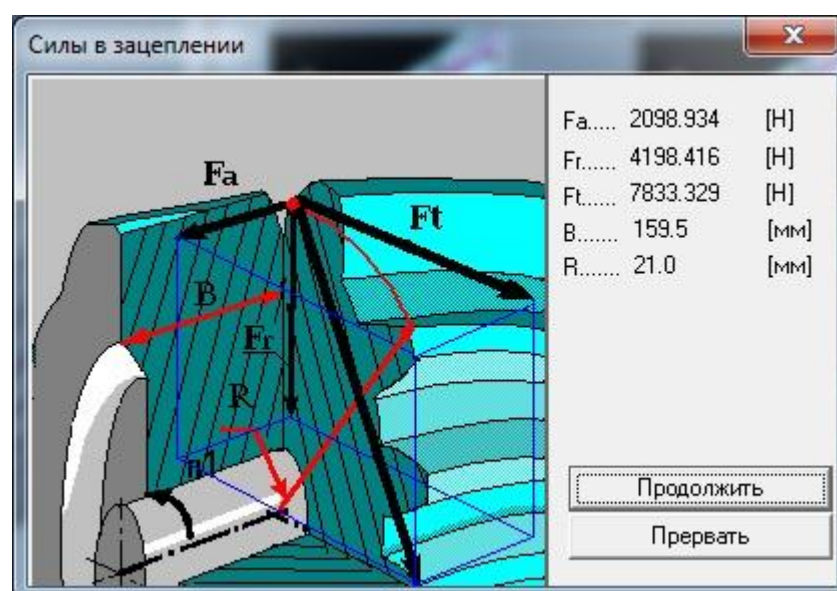 Силы в зацеплении
Fa
Ft
B
Fr
R
n1
Fa..... 2098.934 [Н]
Fr...... 4198.416 [Н]
Ft...... 7833.329 [Н]
B....... 159.5 [мм]
R....... 21.0 [мм]
Продолжить
Прервать